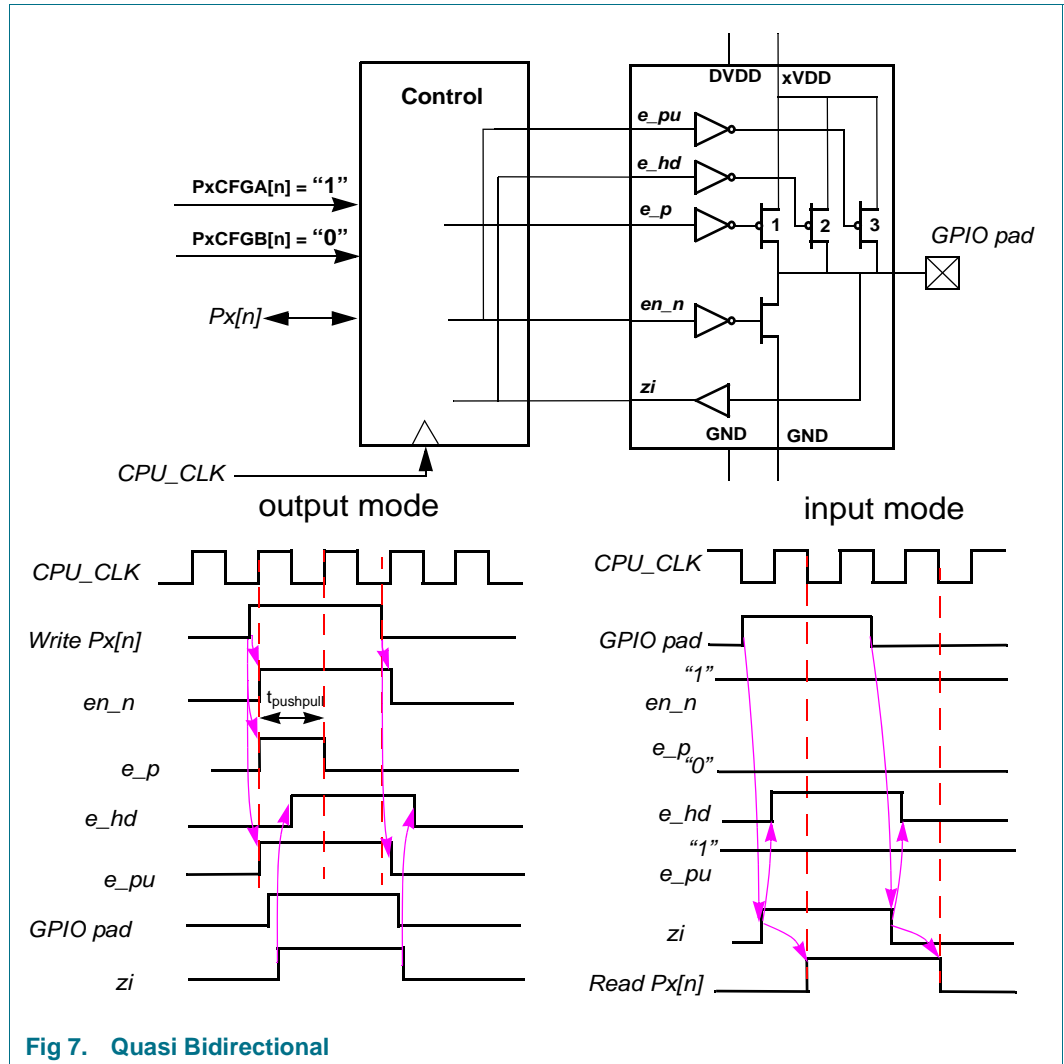 DVDD xVDD
Control
e_pu
e_hd
PxCFGA[n] = “1”
e_p
1 2 3
GPIO pad
PxCFGB[n] = “0”
Px[n]
en_n
zi
GND GND
CPU_CLK
output mode
CPU_CLK
Write Px[n]
en_n
tpushpull
e_p
e_hd
e_pu
GPIO pad
zi
input mode
CPU_CLK
GPIO pad
“1”
en_n
e_p
“0”
e_hd
“1”
e_pu
zi
Read Px[n]
Fig 7. Quasi Bidirectional